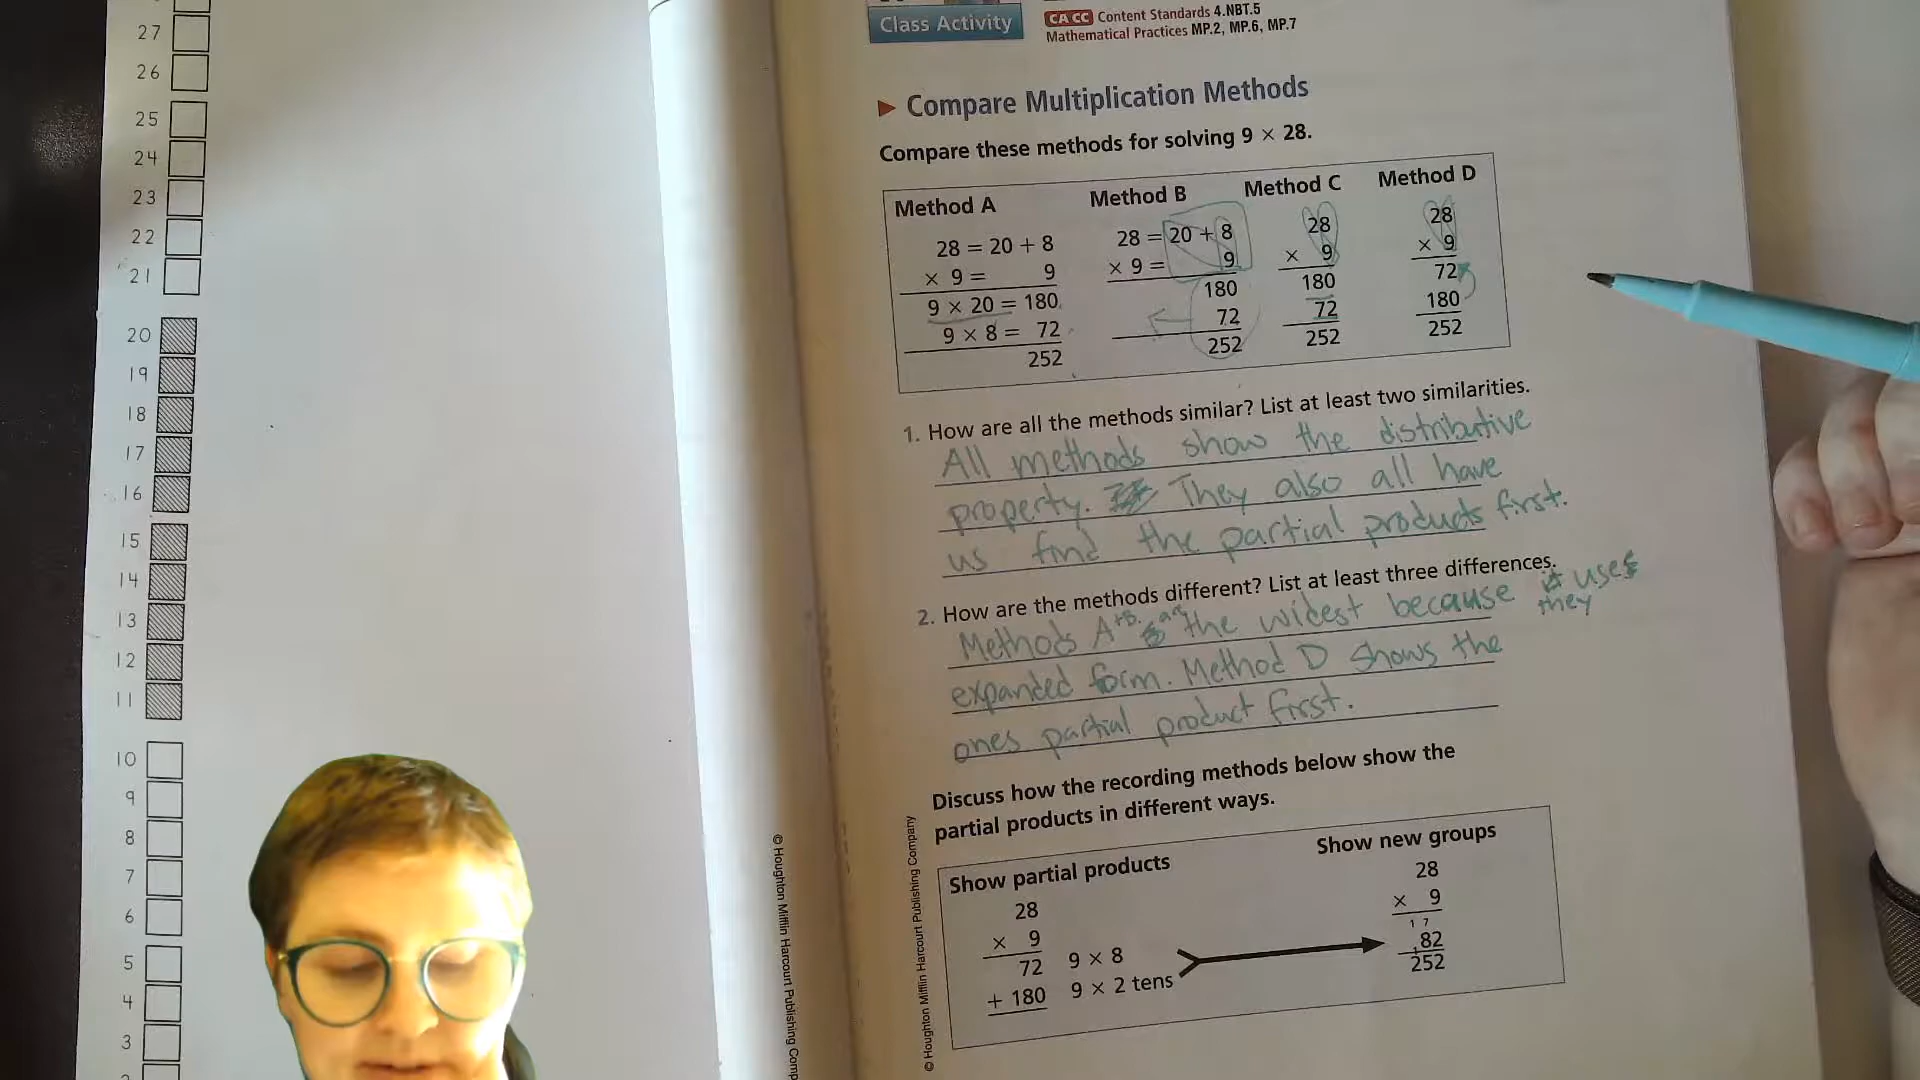 27
26
25
24
23
22
21
20
19
18
17
16
15
14
13
12
11
10
9
8
7
6
5
4
3
Class Activity
CA CC Content Standards 4.NBT.5
Mathematical Practices MP.2, MP.6, MP.7
Compare Multiplication Methods
Compare these methods for solving 9 × 28.
Method A
28 = 20 + 8
× 9 = 9
9 × 20 = 180
9 × 8 = 72
252
Method B
28 = 20 + 8
× 9 = 9
180
72
252
Method C
28
× 9
180
72
252
Method D
28
× 9
72
180
252
1. How are all the methods similar? List at least two similarities.
All methods show the distributive
property. They also all have
us find the partial products first.
2. How are the methods different? List at least three differences.
Methods A + B are the widest because they uses
expanded form. Method D shows the
ones partial product first.
Discuss how the recording methods below show the
partial products in different ways.
Show partial products
28
× 9
72 9 × 8
+ 180 9 × 2 tens
Show new groups
28
× 9
1 7
182
252
© Houghton Mifflin Harcourt Publishing Comp
© Houghton Mifflin Harcourt Publishing Company